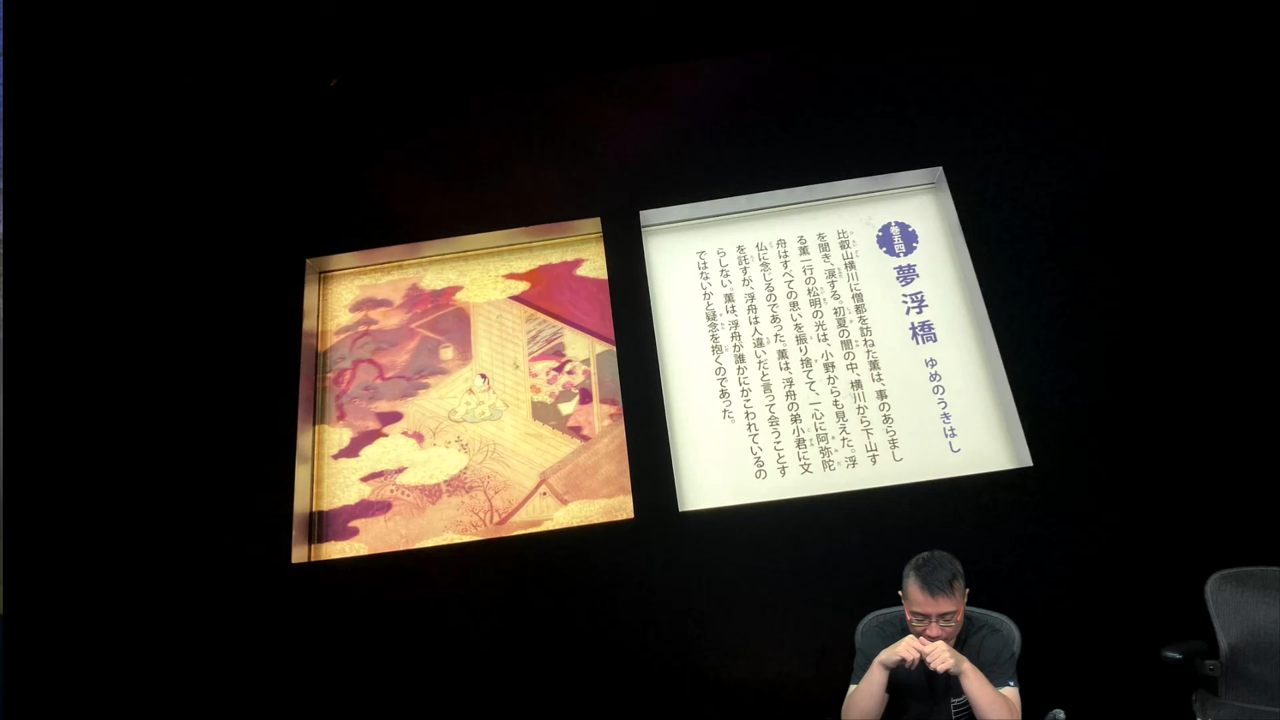 巻五四
夢浮橋 ゆめのうきはし
比叡山横川に僧都を訪ねた薫は、事のあらまし
を聞き、涙する。初夏の闇の中、横川から下山す
る薫一行の松明の光は、小野からも見えた。浮
舟はすべての思いを振り捨てて、一心に阿弥陀
仏に念じるのであった。薫は、浮舟の弟小君に文
を託すが、浮舟は人違いだと言って会うことす
らしない。薫は、浮舟が誰かにかこわれているの
ではないかと疑念を抱くのであった。